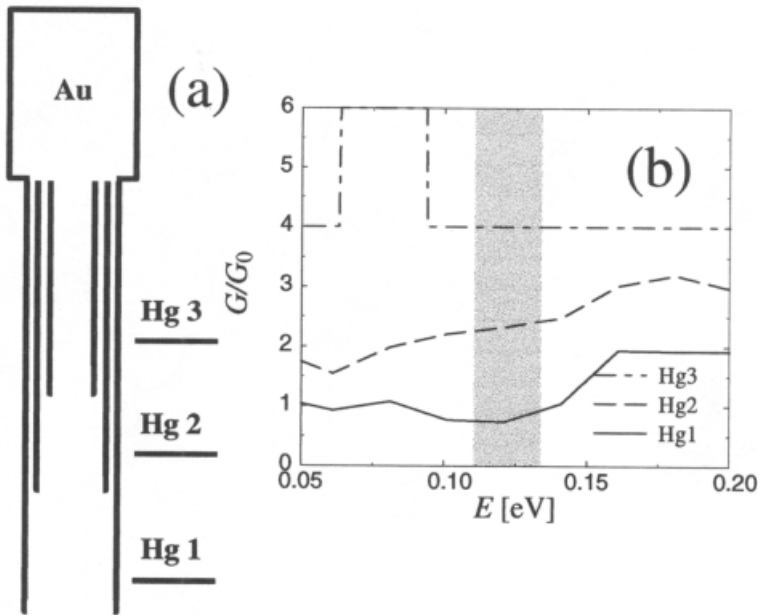 Au
(a)
Hg 3
Hg 2
Hg 1
(b)
G/G₀
6
5
4
3
2
1
0
Hg3
Hg2
Hg1
0.05
0.10
0.15
0.20
E [eV]